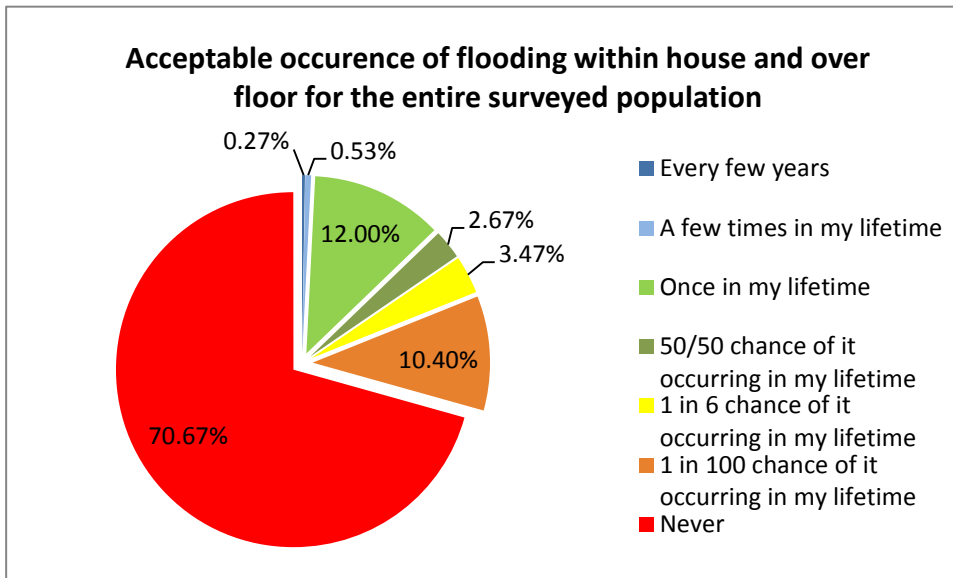 Acceptable occurence of flooding within house and over
floor for the entire surveyed population
0.27%
0.53%
12.00%
2.67%
3.47%
10.40%
70.67%
Every few years
A few times in my lifetime
Once in my lifetime
50/50 chance of it
occurring in my lifetime
1 in 6 chance of it
occurring in my lifetime
1 in 100 chance of it
occurring in my lifetime
Never